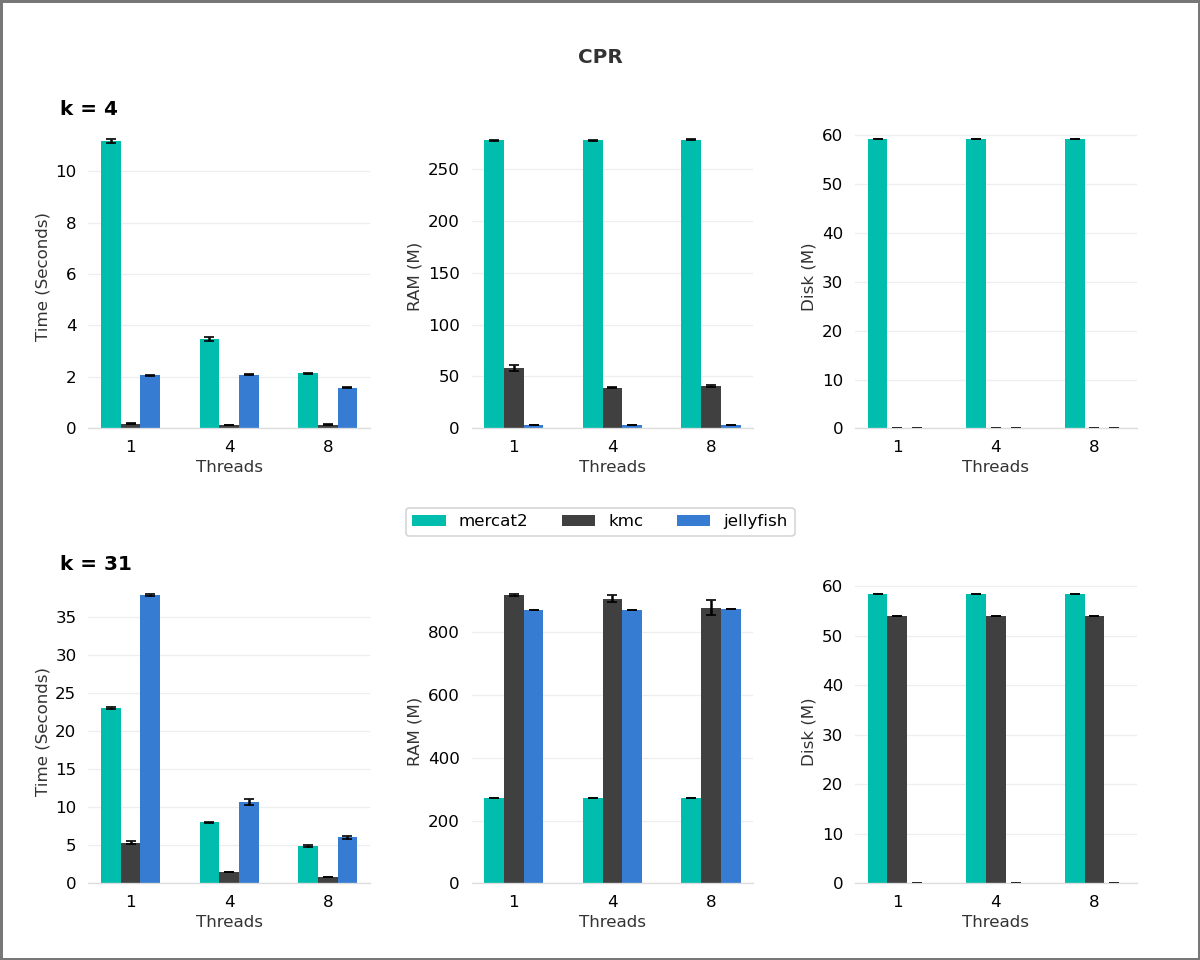 CPR
k = 4
Time (Seconds)
10
8
6
4
2
0
1 4 8
Threads
RAM (M)
250
200
150
100
50
0
1 4 8
Threads
Disk (M)
60
50
40
30
20
10
0
1 4 8
Threads
mercat2 kmc jellyfish
k = 31
Time (Seconds)
35
30
25
20
15
10
5
0
1 4 8
Threads
RAM (M)
800
600
400
200
0
1 4 8
Threads
Disk (M)
60
50
40
30
20
10
0
1 4 8
Threads